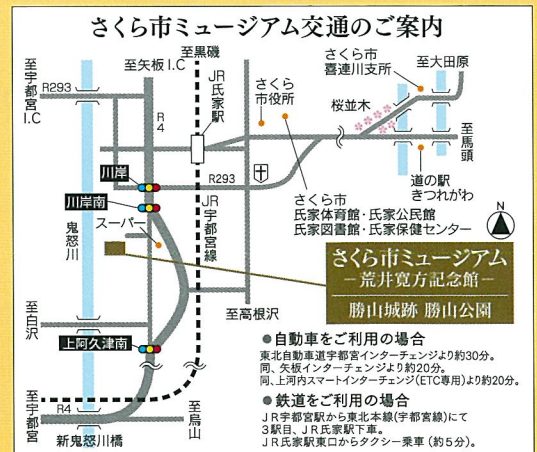 さくら市ミュージアム交通のご案内
至宇都宮I.C
R293
至矢板I.C
R4
至黒磯
JR氏家駅
さくら市役所
さくら市
喜連川支所
至大田原
桜並木
至馬頭
道の駅
きつれがわ
川岸
R293
川岸南
スーパー
鬼怒川
JR宇都宮線
さくら市
氏家体育館・氏家公民館
氏家図書館・氏家保健センター
N
さくら市ミュージアム
－荒井寛方記念館－
勝山城跡 勝山公園
至白沢
至高根沢
上阿久津南
至宇都宮
R4
新鬼怒川橋
至烏山
●自動車をご利用の場合
東北自動車道宇都宮インターチェンジより約30分。
同、矢板インターチェンジより約20分。
同、上河内スマートインターチェンジ(ETC専用)より約20分。
●鉄道をご利用の場合
JR宇都宮駅から東北本線(宇都宮線)にて
3駅目、JR氏家駅下車。
JR氏家駅東口からタクシー乗車(約5分)。